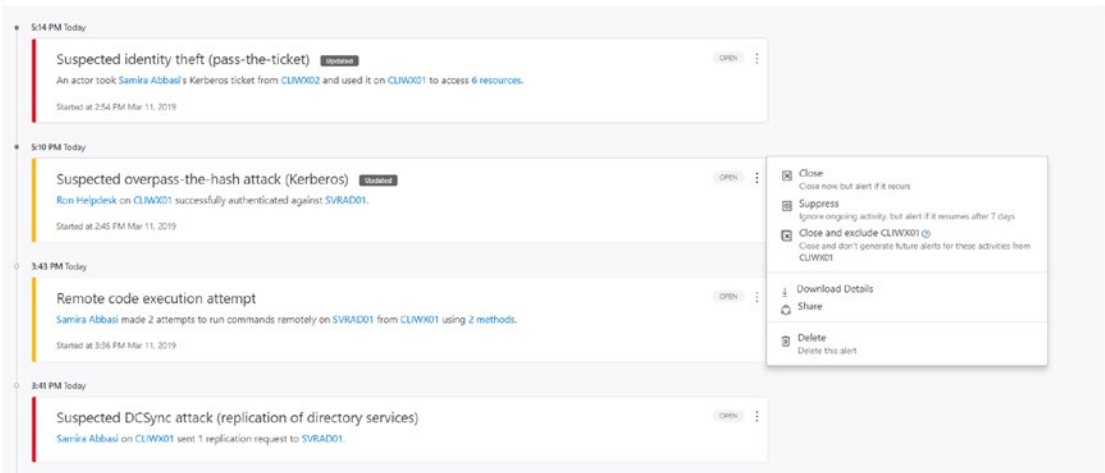 5:14 PM Today
Suspected identity theft (pass-the-ticket) Updated
OPEN
An actor took Samira Abbasi's Kerberos ticket from CLIWX02 and used it on CLIWX01 to access 6 resources.
Started at 2:54 PM Mar 11, 2019
5:10 PM Today
Suspected overpass-the-hash attack (Kerberos) Updated
OPEN
Ron Helpdesk on CLIWX01 successfully authenticated against SVRAD01.
Started at 2:45 PM Mar 11, 2019
Close
Close now but alert if it recurs
Suppress
Ignore ongoing activity, but alert if it resumes after 7 days
Close and exclude CLIWX01
Close and don't generate future alerts for these activities from
CLIWX01
Download Details
Share
Delete
Delete this alert
3:43 PM Today
Remote code execution attempt
OPEN
Samira Abbasi made 2 attempts to run commands remotely on SVRAD01 from CLIWX01 using 2 methods.
Started at 3:36 PM Mar 11, 2019
3:41 PM Today
Suspected DCSync attack (replication of directory services)
OPEN
Samira Abbasi on CLIWX01 sent 1 replication request to SVRAD01.